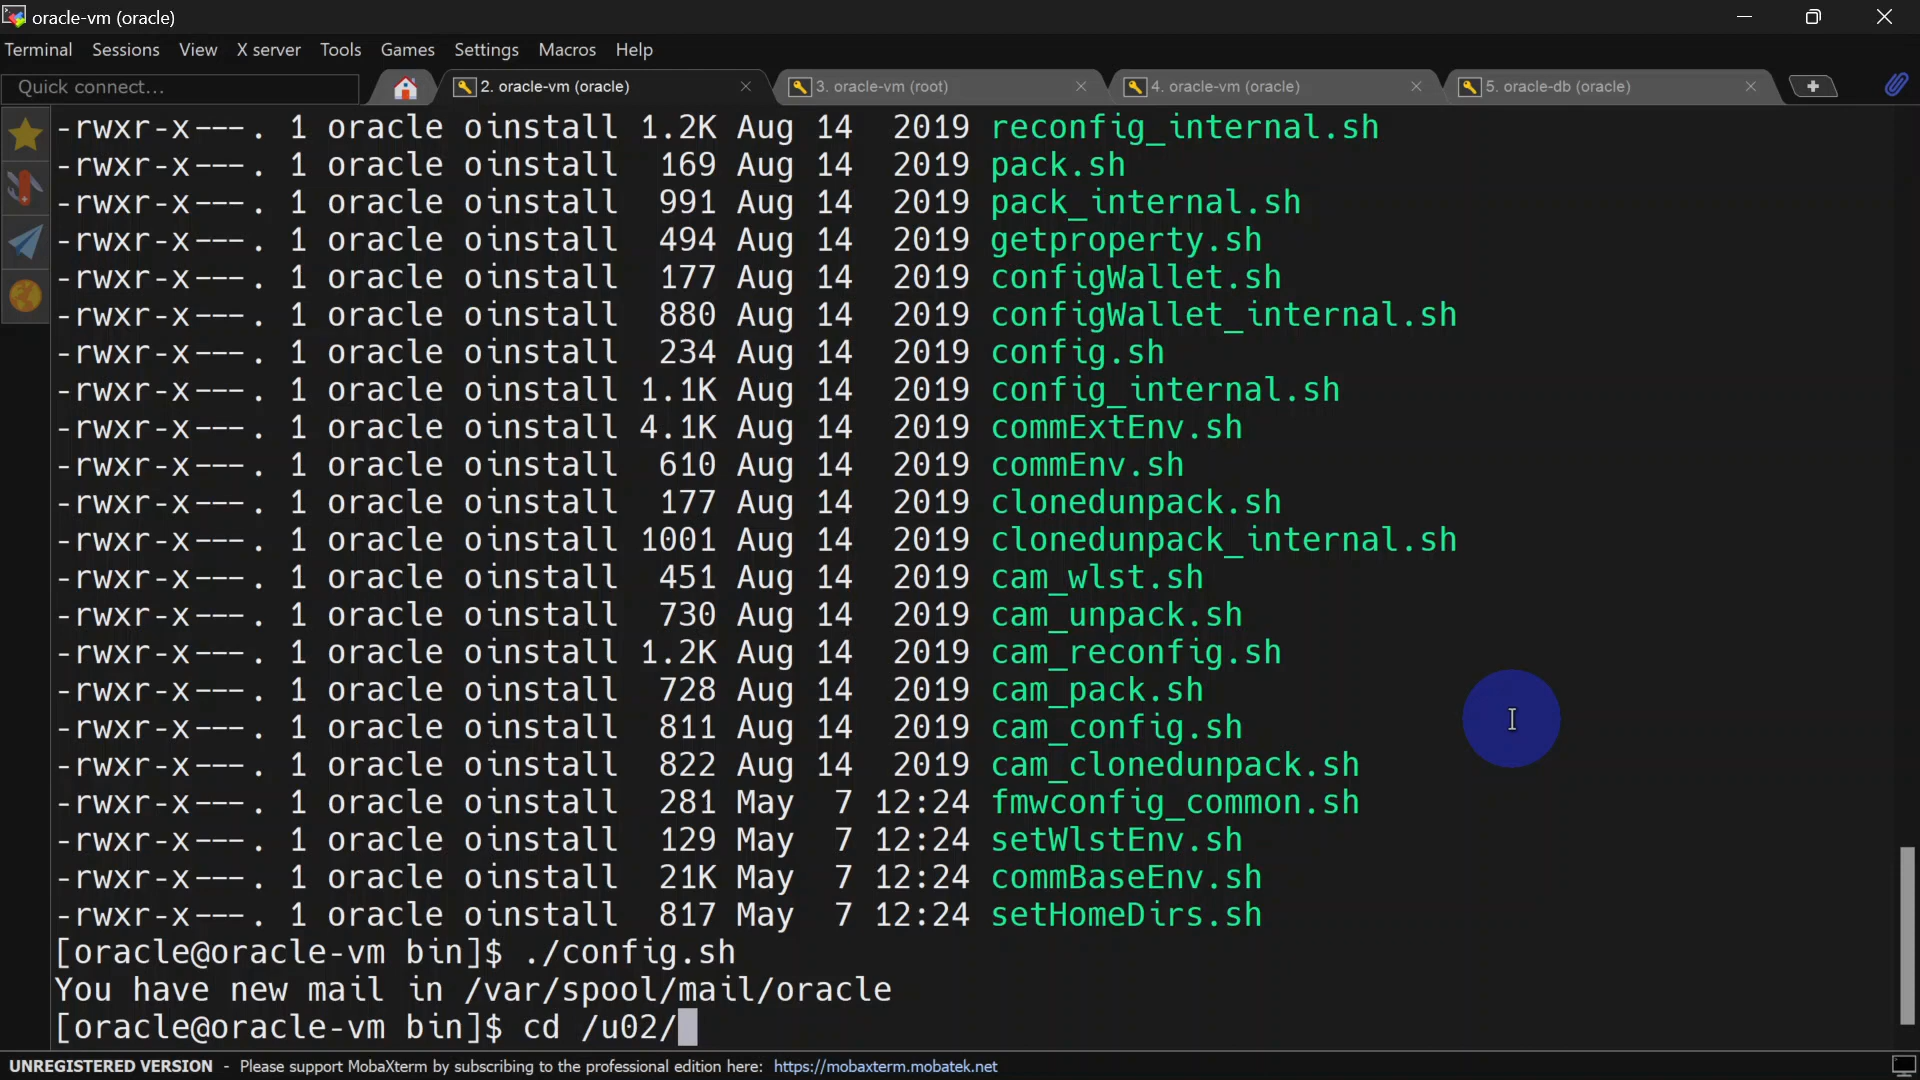 oracle-vm (oracle)
Terminal Sessions View X server Tools Games Settings Macros Help
Quick connect... 2. oracle-vm (oracle) 3. oracle-vm (root) 4. oracle-vm (oracle) 5. oracle-db (oracle)
-rwxr-x---. 1 oracle oinstall 1.2K Aug 14  2019 reconfig_internal.sh
-rwxr-x---. 1 oracle oinstall  169 Aug 14  2019 pack.sh
-rwxr-x---. 1 oracle oinstall  991 Aug 14  2019 pack_internal.sh
-rwxr-x---. 1 oracle oinstall  494 Aug 14  2019 getproperty.sh
-rwxr-x---. 1 oracle oinstall  177 Aug 14  2019 configWallet.sh
-rwxr-x---. 1 oracle oinstall  880 Aug 14  2019 configWallet_internal.sh
-rwxr-x---. 1 oracle oinstall  234 Aug 14  2019 config.sh
-rwxr-x---. 1 oracle oinstall 1.1K Aug 14  2019 config_internal.sh
-rwxr-x---. 1 oracle oinstall 4.1K Aug 14  2019 commExtEnv.sh
-rwxr-x---. 1 oracle oinstall  610 Aug 14  2019 commEnv.sh
-rwxr-x---. 1 oracle oinstall  177 Aug 14  2019 clonedunpack.sh
-rwxr-x---. 1 oracle oinstall 1001 Aug 14  2019 clonedunpack_internal.sh
-rwxr-x---. 1 oracle oinstall  451 Aug 14  2019 cam_wlst.sh
-rwxr-x---. 1 oracle oinstall  730 Aug 14  2019 cam_unpack.sh
-rwxr-x---. 1 oracle oinstall 1.2K Aug 14  2019 cam_reconfig.sh
-rwxr-x---. 1 oracle oinstall  728 Aug 14  2019 cam_pack.sh
-rwxr-x---. 1 oracle oinstall  811 Aug 14  2019 cam_config.sh
-rwxr-x---. 1 oracle oinstall  822 Aug 14  2019 cam_clonedunpack.sh
-rwxr-x---. 1 oracle oinstall  281 May  7 12:24 fmwconfig_common.sh
-rwxr-x---. 1 oracle oinstall  129 May  7 12:24 setWlstEnv.sh
-rwxr-x---. 1 oracle oinstall  21K May  7 12:24 commBaseEnv.sh
-rwxr-x---. 1 oracle oinstall  817 May  7 12:24 setHomeDirs.sh
[oracle@oracle-vm bin]$ ./config.sh
You have new mail in /var/spool/mail/oracle
[oracle@oracle-vm bin]$ cd /u02/
UNREGISTERED VERSION - Please support MobaXterm by subscribing to the professional edition here: https://mobaxterm.mobatek.net